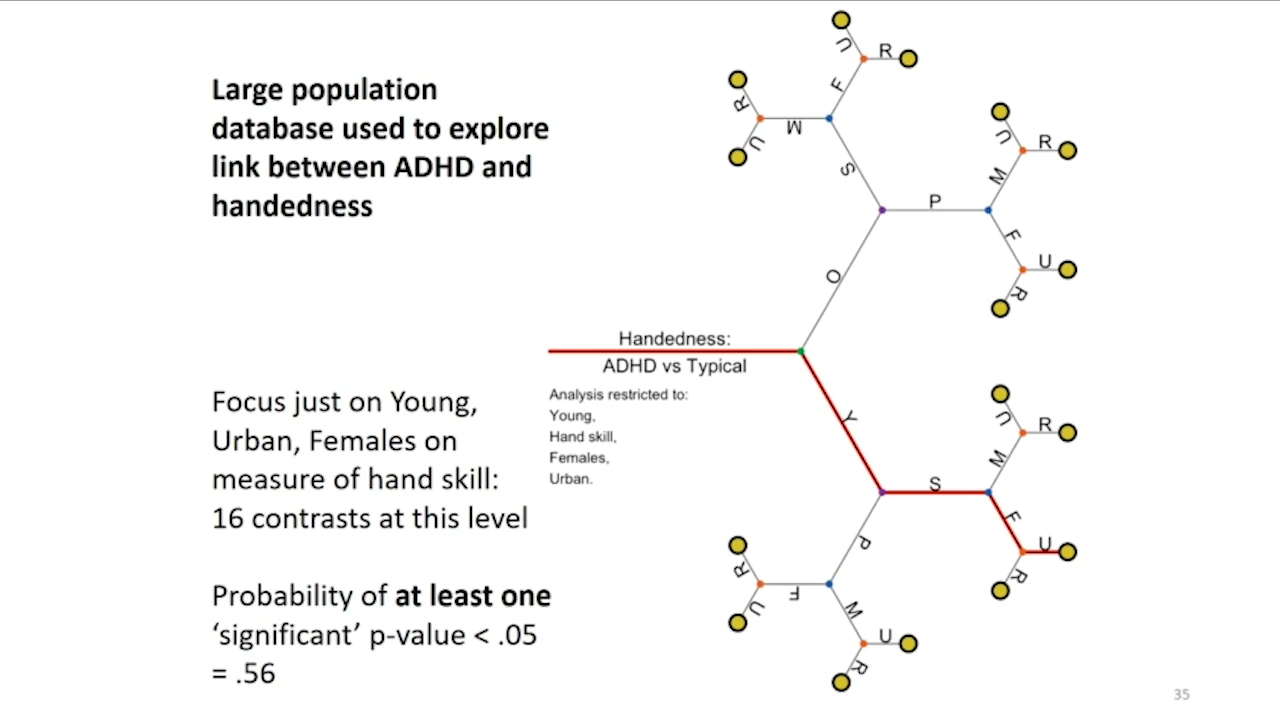 Large population
database used to explore
link between ADHD and
handedness
Focus just on Young,
Urban, Females on
measure of hand skill:
16 contrasts at this level
Probability of at least one
‘significant’ p-value < .05
= .56
Handedness:
ADHD vs Typical
Analysis restricted to:
Young,
Hand skill,
Females,
Urban.
O
S
M
R
U
F
U
R
P
M
U
R
F
U
R
Y
S
M
U
R
F
U
R
P
F
R
U
M
U
R
35